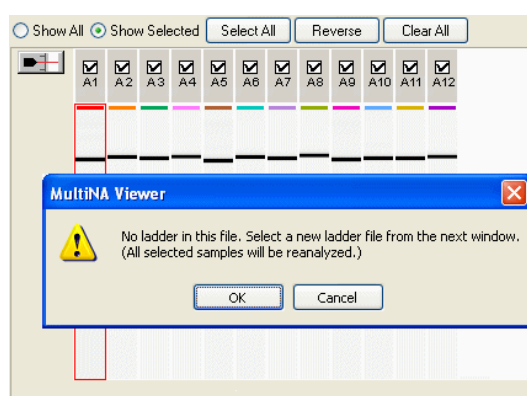 Show All Show Selected Select All Reverse Clear All
A1 A2 A3 A4 A5 A6 A7 A8 A9 A10 A11 A12
MultiNA Viewer
No ladder in this file. Select a new ladder file from the next window.
(All selected samples will be reanalyzed.)
OK Cancel